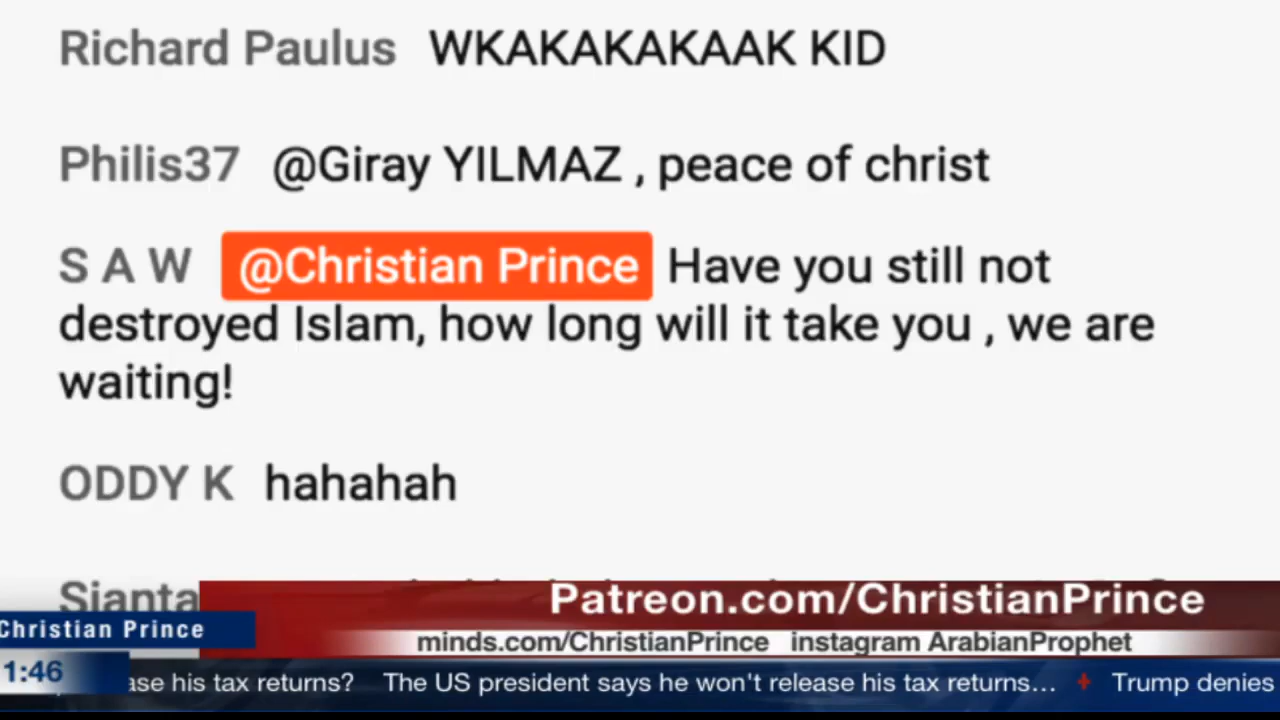 Richard Paulus WKAKAKAKAAK KID
Philis37 @Giray YILMAZ , peace of christ
S A W @Christian Prince Have you still not
destroyed Islam, how long will it take you , we are
waiting!
ODDY K hahahah
Sianta
Patreon.com/ChristianPrince
Christian Prince
minds.com/ChristianPrince instagram ArabianProphet
1:46
his tax returns? The US president says he won't release his tax returns... Trump denies